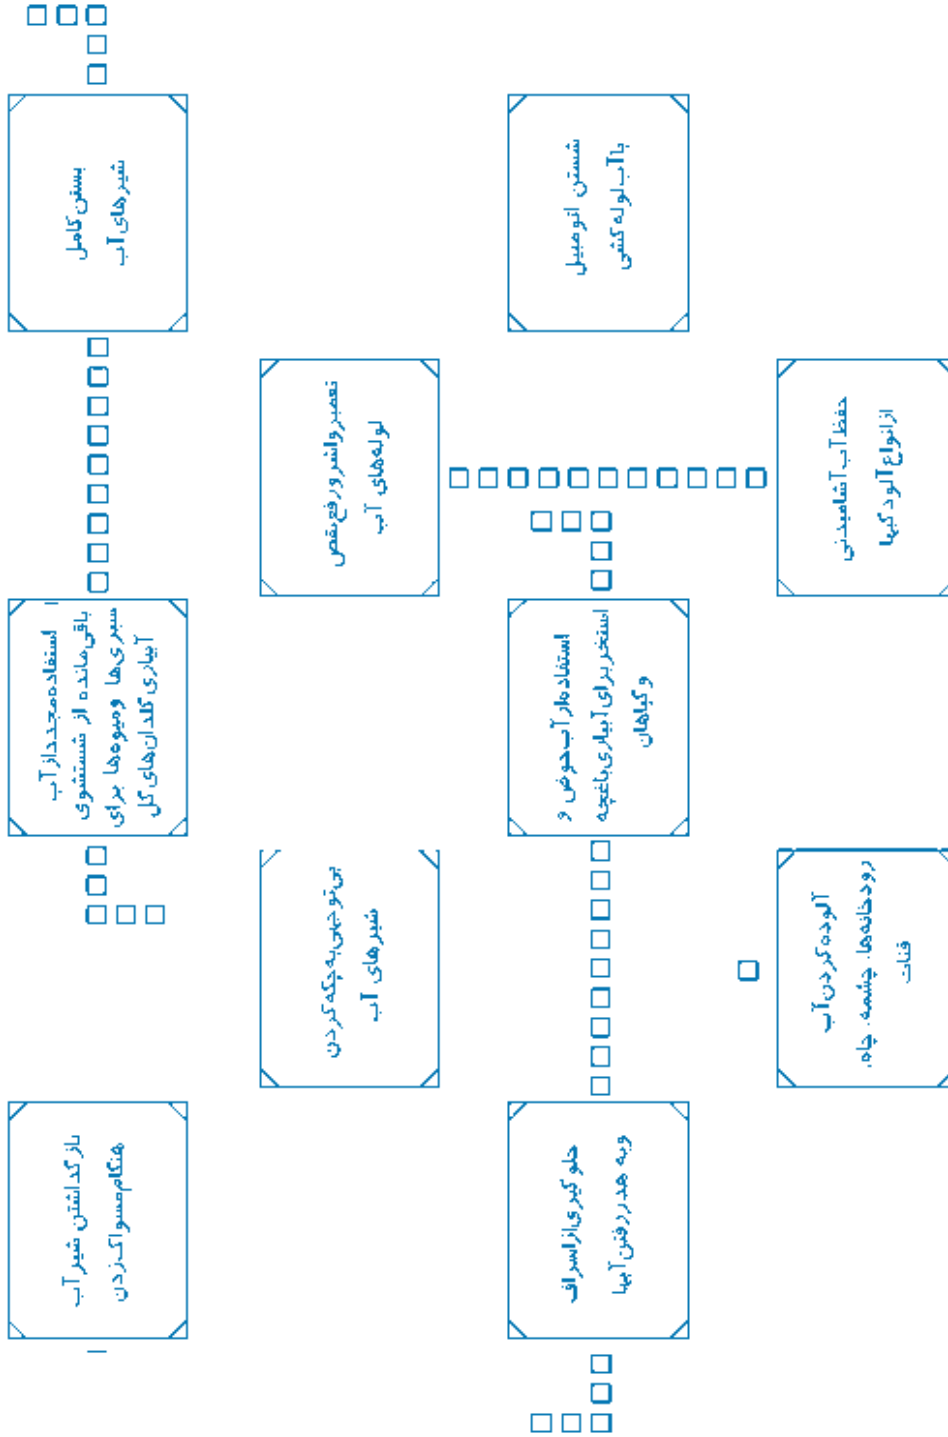 بستن کامل
شیرهای آب
استفاده مجدد از آب
باقی‌مانده از شستشوی
سبزی‌ها و میوه‌ها برای
آبیاری گلدان‌های گل
باز گذاشتن شیر آب
هنگام مسواک زدن
تعمیر واشر و رفع نقص
لوله‌های آب
بی‌توجهی به چکه کردن
شیرهای آب
شستن اتومبیل
با آب لوله کشی
استفاده از آب حوض و
استخر برای آبیاری باغچه
و گیاهان
جلوگیری از اسراف
و به هدر رفتن آبها
حفظ آب آشامیدنی
از انواع آلودگیها
آلوده کردن آب
رودخانه‌ها، چشمه، چاه،
قنات